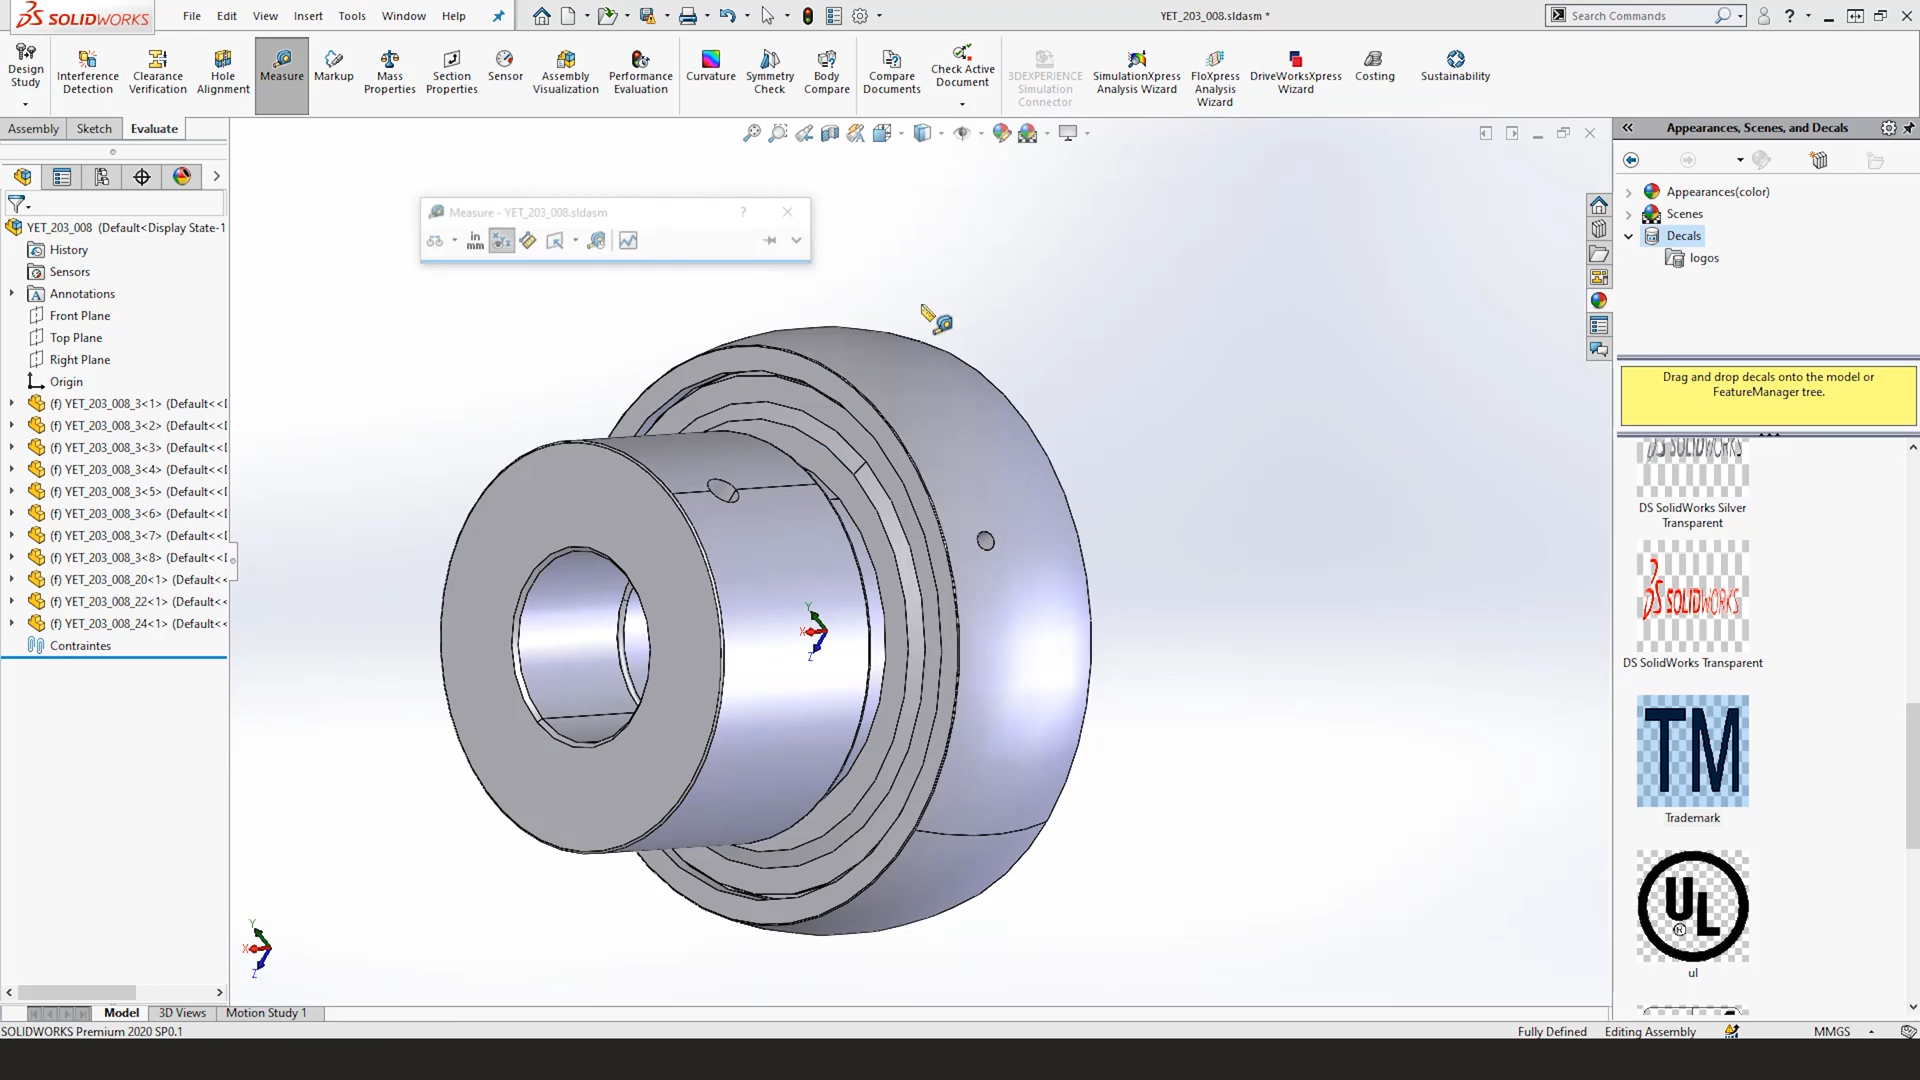 SOLIDWORKS
File Edit View Insert Tools Window Help
YET_203_008.sldasm *
Search Commands
?
Design Study
Interference Detection
Clearance Verification
Hole Alignment
Measure
Markup
Mass Properties
Section Properties
Sensor
Assembly Visualization
Performance Evaluation
Curvature
Symmetry Check
Body Compare
Compare Documents
Check Active Document
3DEXPERIENCE Simulation Connector
SimulationXpress Analysis Wizard
FloXpress Analysis Wizard
DriveWorksXpress Wizard
Costing
Sustainability
Assembly Sketch Evaluate
Appearances, Scenes, and Decals
YET_203_008 (Default<Display State-1
History
Sensors
Annotations
Front Plane
Top Plane
Right Plane
Origin
(f) YET_203_008_3<1> (Default<<
(f) YET_203_008_3<2> (Default<<
(f) YET_203_008_3<3> (Default<<
(f) YET_203_008_3<4> (Default<<
(f) YET_203_008_3<5> (Default<<
(f) YET_203_008_3<6> (Default<<
(f) YET_203_008_3<7> (Default<<
(f) YET_203_008_3<8> (Default<<
(f) YET_203_008_20<1> (Default<<
(f) YET_203_008_22<1> (Default<<
(f) YET_203_008_24<1> (Default<<
Contraintes
Measure - YET_203_008.sldasm ?
in mm
Y
X
Z
Y
X
Z
Appearances(color)
Scenes
Decals
logos
Drag and drop decals onto the model or
FeatureManager tree.
DS SOLIDWORKS
DS SolidWorks Silver
Transparent
DS SOLIDWORKS
DS SolidWorks Transparent
TM
Trademark
UL
®
ul
Model 3D Views Motion Study 1
SOLIDWORKS Premium 2020 SP0.1
Fully Defined Editing Assembly MMGS